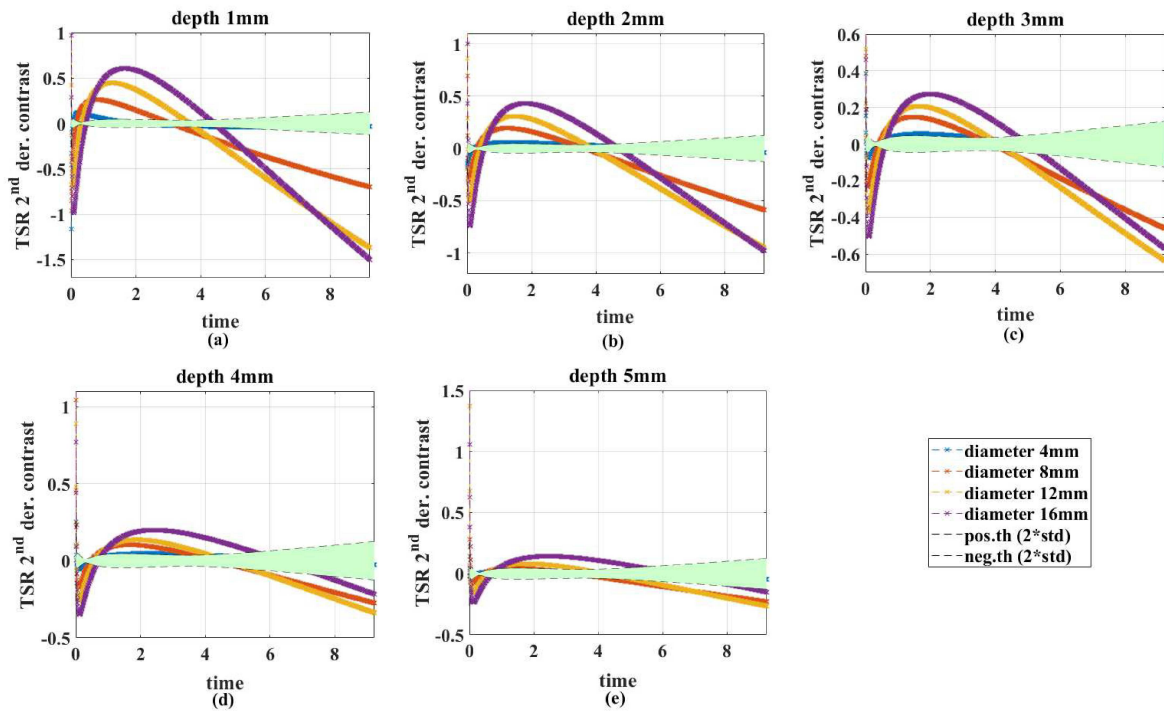 depth 1mm
1
0.5
0
-0.5
-1
-1.5
0 2 4 6 8
TSR 2nd der. contrast
time
(a)
depth 2mm
1
0.5
0
-0.5
-1
0 2 4 6 8
TSR 2nd der. contrast
time
(b)
depth 3mm
0.6
0.4
0.2
0
-0.2
-0.4
-0.6
0 2 4 6 8
TSR 2nd der. contrast
time
(c)
depth 4mm
1
0.5
0
-0.5
0 2 4 6 8
TSR 2nd der. contrast
time
(d)
depth 5mm
1.5
1
0.5
0
-0.5
0 2 4 6 8
TSR 2nd der. contrast
time
(e)
diameter 4mm
diameter 8mm
diameter 12mm
diameter 16mm
pos.th (2*std)
neg.th (2*std)